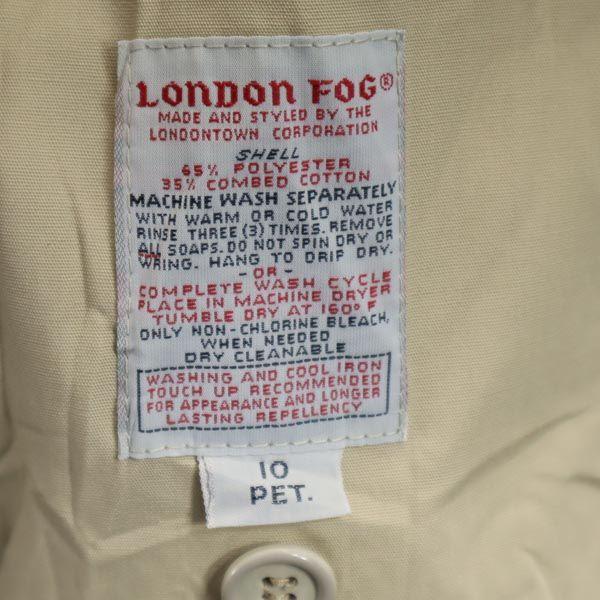 LONDON FOG®
MADE AND STYLED BY THE
LONDONTOWN CORPORATION
SHELL
65% POLYESTER
35% COMBED COTTON
MACHINE WASH SEPARATELY
WITH WARM OR COLD WATER
RINSE THREE (3) TIMES. REMOVE
ALL SOAPS. DO NOT SPIN DRY OR
WRING. HANG TO DRIP DRY.
-OR-
COMPLETE WASH CYCLE
PLACE IN MACHINE DRYER
TUMBLE DRY AT 160° F
ONLY NON-CHLORINE BLEACH,
WHEN NEEDED
DRY CLEANABLE
WASHING AND COOL IRON
TOUCH UP RECOMMENDED
FOR APPEARANCE AND LONGER
LASTING REPELLENCY
10
PET.